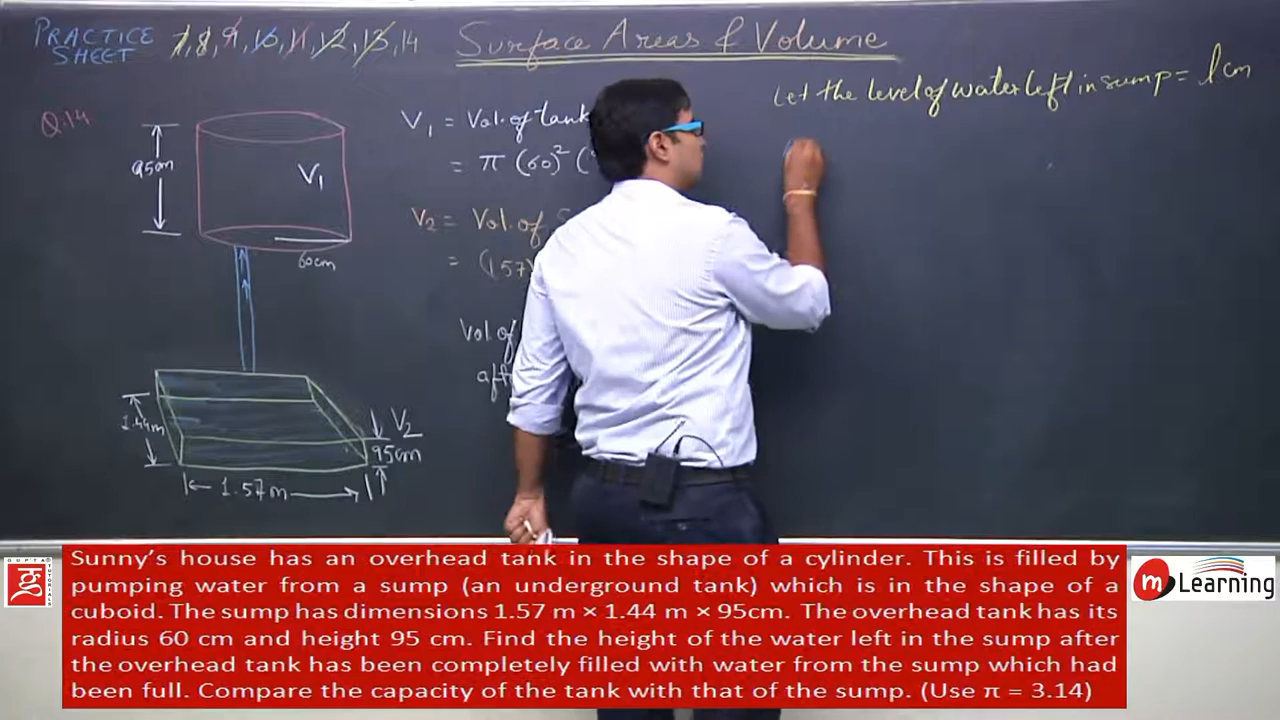 PRACTICE SHEET 7, 8, 9, 10, 11, 12, 13, 14
Surface Areas & Volume
Let the level of water left in sump = l cm
Q.14
95cm
V1
60cm
V1 = Vol. of tank
= π (60)² (
V2 = Vol. of
= (157)
Vol. of
1.44m
V2
95cm
1.57m
Sunny's house has an overhead tank in the shape of a cylinder. This is filled by
pumping water from a sump (an underground tank) which is in the shape of a
cuboid. The sump has dimensions 1.57 m × 1.44 m × 95cm. The overhead tank has its
radius 60 cm and height 95 cm. Find the height of the water left in the sump after
the overhead tank has been completely filled with water from the sump which had
been full. Compare the capacity of the tank with that of the sump. (Use π = 3.14)
GUPTA TUTORIALS
m Learning